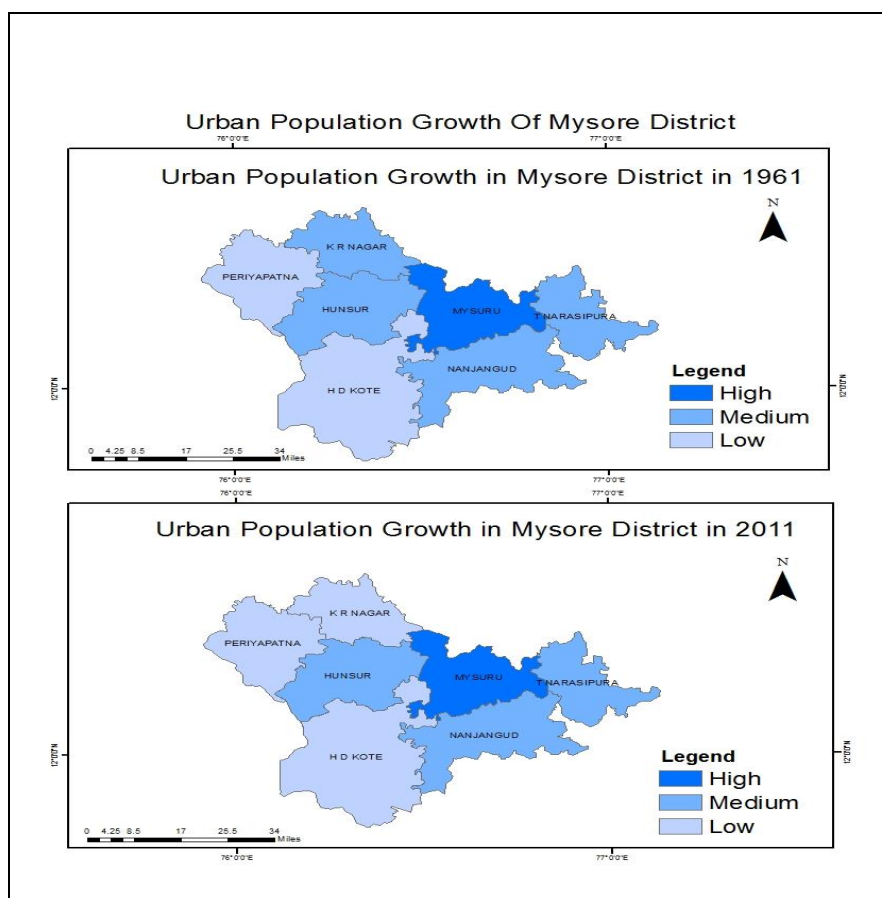 Urban Population Growth Of Mysore District
76°0'0"E 77°0'0"E
Urban Population Growth in Mysore District in 1961
N
K R NAGAR
PERIYAPATNA
HUNSUR
MYSURU
T NARASIPURA
NANJANGUD
H D KOTE
12°0'0"N 12°0'0"N
Legend
High
Medium
Low
0 4.25 8.5 17 25.5 34
Miles
76°0'0"E 77°0'0"E
76°0'0"E 77°0'0"E
Urban Population Growth in Mysore District in 2011
N
K R NAGAR
PERIYAPATNA
HUNSUR
MYSURU
T NARASIPURA
NANJANGUD
H D KOTE
12°0'0"N 12°0'0"N
Legend
High
Medium
Low
0 4.25 8.5 17 25.5 34
Miles
76°0'0"E 77°0'0"E